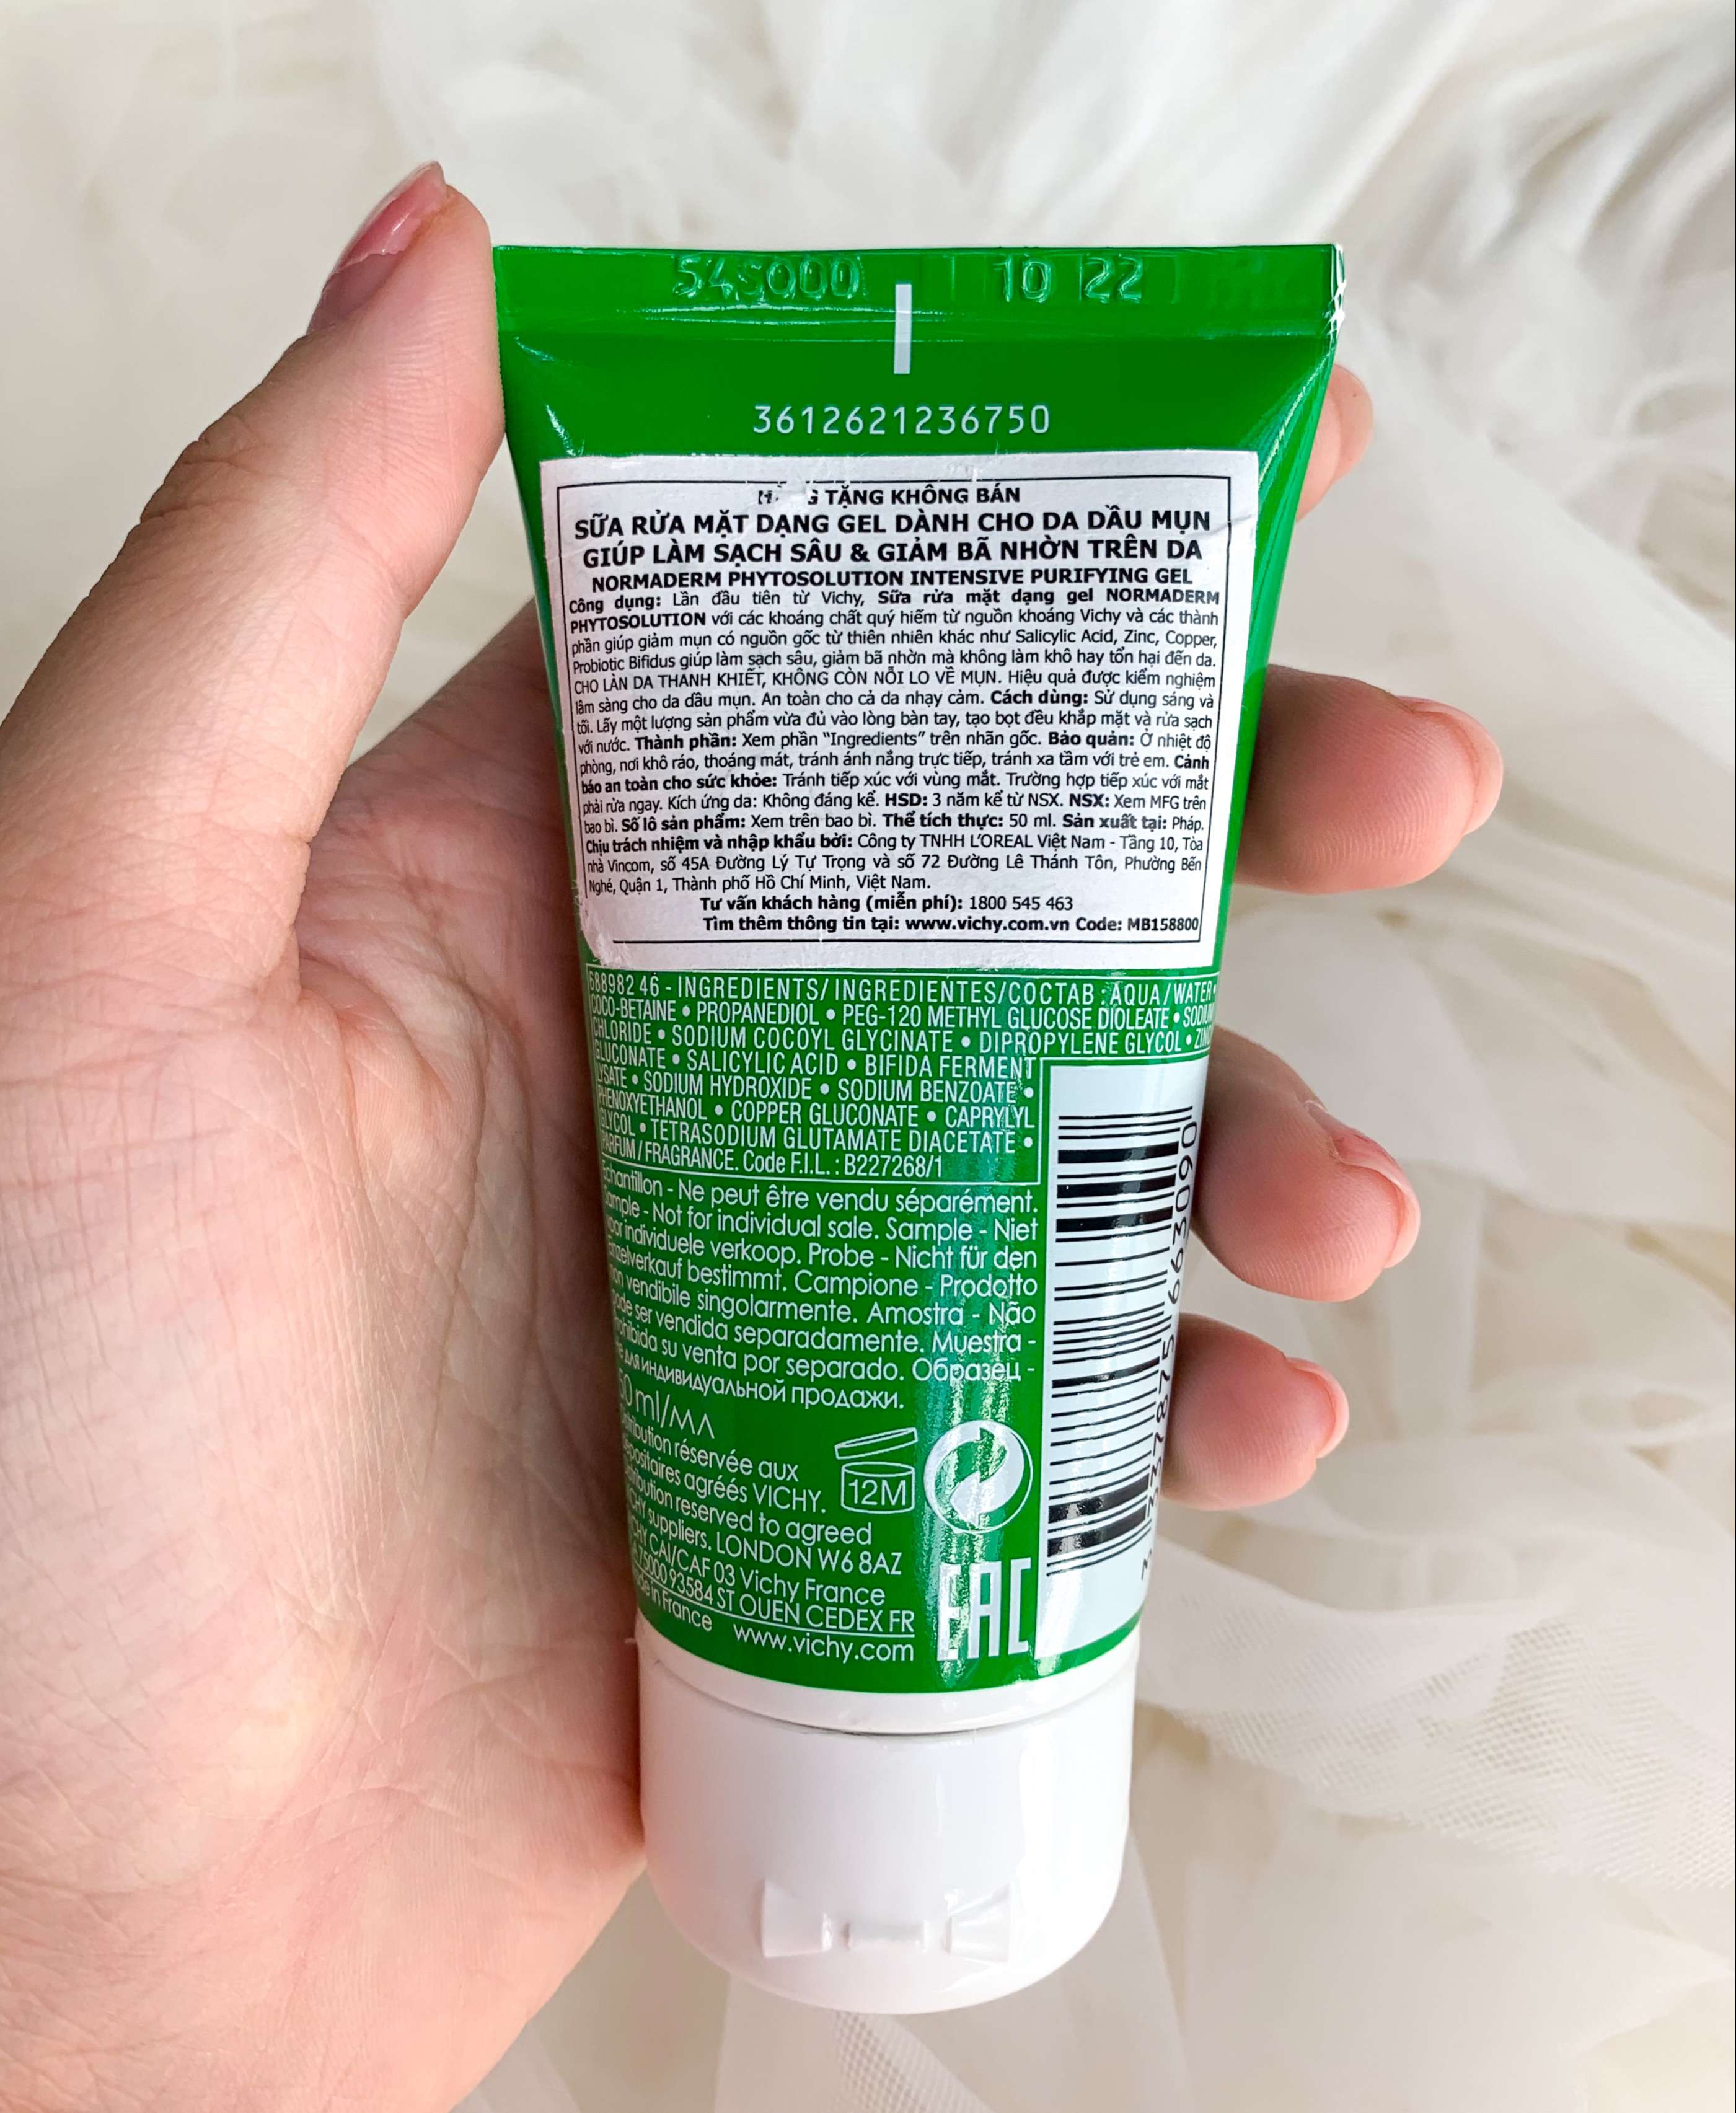 54S000 10 22
3612621236750
TẶNG KHÔNG BÁN
SỮA RỬA MẶT DẠNG GEL DÀNH CHO DA DẦU MỤN
GIÚP LÀM SẠCH SÂU & GIẢM BÃ NHỜN TRÊN DA
NORMADERM PHYTOSOLUTION INTENSIVE PURIFYING GEL
Công dụng: Lần đầu tiên từ Vichy, Sữa rửa mặt dạng gel NORMADERM
PHYTOSOLUTION với các khoáng chất quý hiếm từ nguồn khoáng Vichy và các thành
phần giúp giảm mụn có nguồn gốc từ thiên nhiên khác như Salicylic Acid, Zinc, Copper,
Probiotic Bifidus giúp làm sạch sâu, giảm bã nhờn mà không làm khô hay tổn hại đến da.
CHO LÀN DA THANH KHIẾT, KHÔNG CÒN NỖI LO VỀ MỤN. Hiệu quả được kiểm nghiệm
lâm sàng cho da dầu mụn. An toàn cho cả da nhạy cảm. Cách dùng: Sử dụng sáng và
tối. Lấy một lượng sản phẩm vừa đủ vào lòng bàn tay, tạo bọt đều khắp mặt và rửa sạch
với nước. Thành phần: Xem phần "Ingredients" trên nhãn gốc. Bảo quản: Ở nhiệt độ
phòng, nơi khô ráo, thoáng mát, tránh ánh nắng trực tiếp, tránh xa tầm với trẻ em. Cảnh
báo an toàn cho sức khỏe: Tránh tiếp xúc với vùng mắt. Trường hợp tiếp xúc với mắt
phải rửa ngay. Kích ứng da: Không đáng kể. HSD: 3 năm kể từ NSX. NSX: Xem MFG trên
bao bì. Số lô sản phẩm: Xem trên bao bì. Thể tích thực: 50 ml. Sản xuất tại: Pháp.
Chịu trách nhiệm và nhập khẩu bởi: Công ty TNHH L'OREAL Việt Nam - Tầng 10, Tòa
nhà Vincom, số 45A Đường Lý Tự Trọng và số 72 Đường Lê Thánh Tôn, Phường Bến
Nghé, Quận 1, Thành phố Hồ Chí Minh, Việt Nam.
Tư vấn khách hàng (miễn phí): 1800 545 463
Tìm thêm thông tin tại: www.vichy.com.vn Code: MB158800
688982 46 - INGREDIENTS/INGREDIENTES/СОСТАВ : AQUA / WATER •
COCO-BETAINE • PROPANEDIOL • PEG-120 METHYL GLUCOSE DIOLEATE • SODIUM
CHLORIDE • SODIUM COCOYL GLYCINATE • DIPROPYLENE GLYCOL • ZINC
GLUCONATE • SALICYLIC ACID • BIFIDA FERMENT
LYSATE • SODIUM HYDROXIDE • SODIUM BENZOATE •
PHENOXYETHANOL • COPPER GLUCONATE • CAPRYLYL
GLYCOL • TETRASODIUM GLUTAMATE DIACETATE •
PARFUM / FRAGRANCE. Code F.I.L. : B227268/1
Échantillon - Ne peut être vendu séparément.
Sample - Not for individual sale. Sample - Niet
voor individuele verkoop. Probe - Nicht für den
Einzelverkauf bestimmt. Campione - Prodotto
non vendibile singolarmente. Amostra - Não
pode ser vendida separadamente. Muestra -
Prohibida su venta por separado. Образец -
для индивидуальной продажи.
50 ml/мл
réservée aux
agréés VICHY.
reserved to agreed
suppliers. LONDON W6 8AZ
CAI/CAF 03 Vichy France
75000 93584 ST OUEN CEDEX FR
in France www.vichy.com
12M
EAC
3 337875 663090